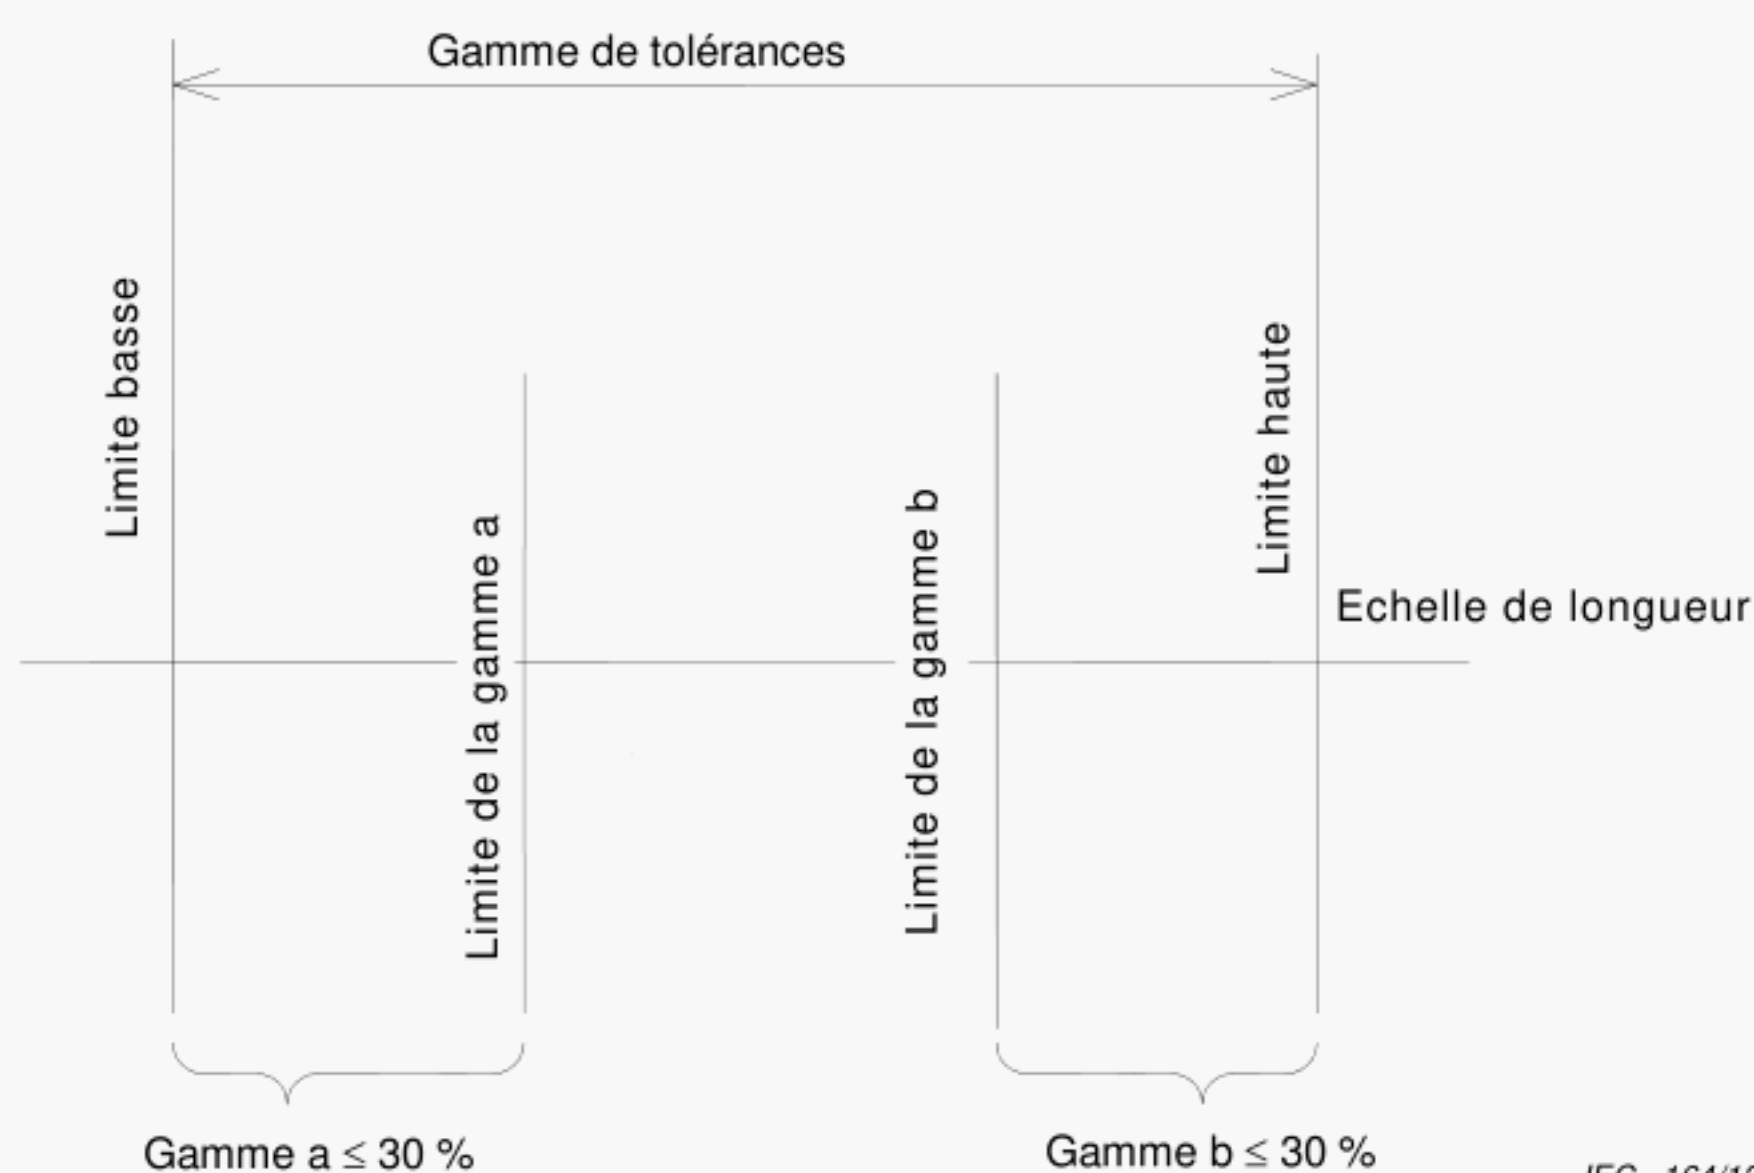 Gamme de tolérances
Limite basse
Limite de la gamme a
Limite de la gamme b
Limite haute
Echelle de longueur
Gamme a ≤ 30 %
Gamme b ≤ 30 %